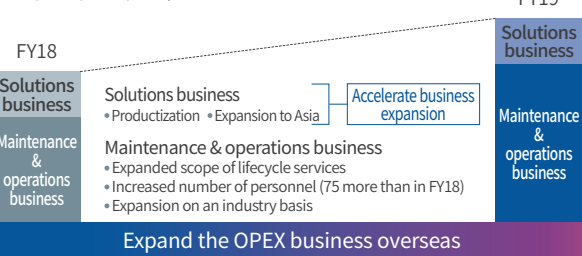 FY18
FY19
Solutions
business
Maintenance
&
operations
business
Solutions business
• Productization • Expansion to Asia
Accelerate business
expansion
Maintenance & operations business
• Expanded scope of lifecycle services
• Increased number of personnel (75 more than in FY18)
• Expansion on an industry basis
Solutions
business
Maintenance
&
operations
business
Expand the OPEX business overseas